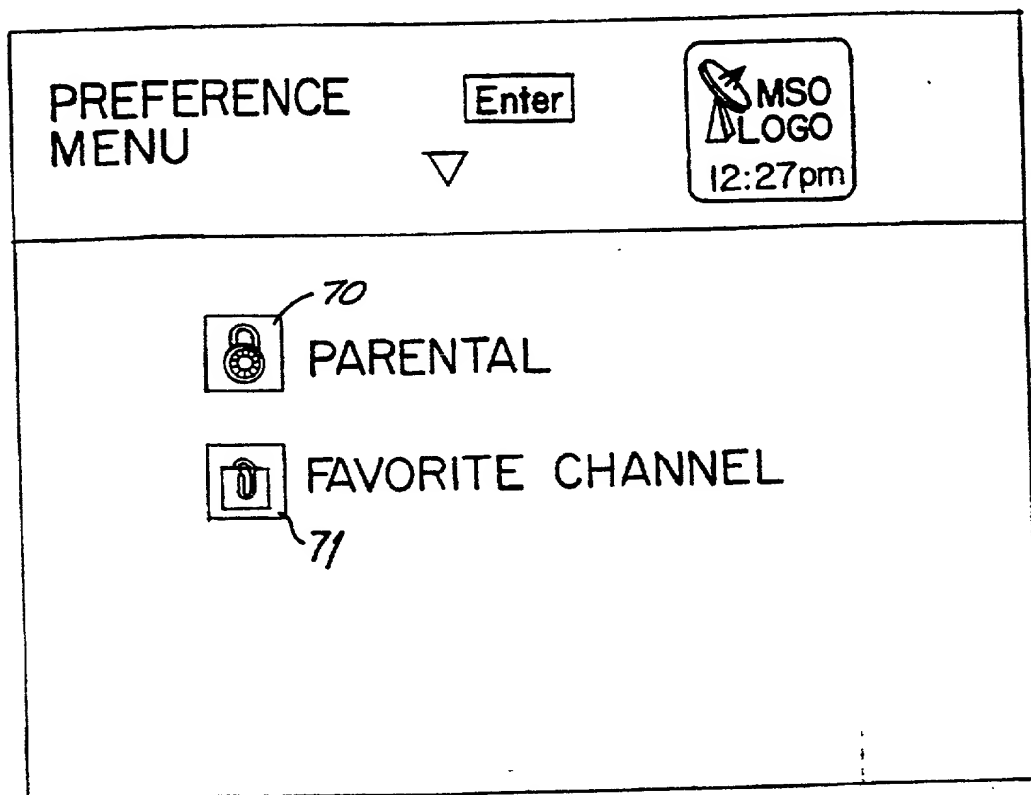 PREFERENCE
MENU
Enter
MSO
LOGO
12:27pm
70
PARENTAL
FAVORITE CHANNEL
71